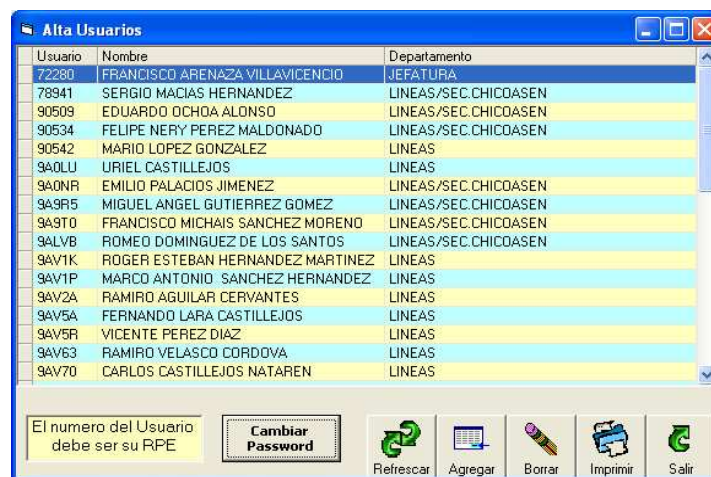 Alta Usuarios
Usuario Nombre Departamento
72280 FRANCISCO ARENAZA VILLAVICENCIO JEFATURA
78941 SERGIO MACIAS HERNANDEZ LINEAS/SEC.CHICOASEN
90509 EDUARDO OCHOA ALONSO LINEAS/SEC.CHICOASEN
90534 FELIPE NERY PEREZ MALDONADO LINEAS/SEC.CHICOASEN
90542 MARIO LOPEZ GONZALEZ LINEAS
9A0LU URIEL CASTILLEJOS LINEAS
9A0NR EMILIO PALACIOS JIMENEZ LINEAS/SEC.CHICOASEN
9A9R5 MIGUEL ANGEL GUTIERREZ GOMEZ LINEAS/SEC.CHICOASEN
9A9T0 FRANCISCO MICHAIS SANCHEZ MORENO LINEAS/SEC.CHICOASEN
9ALVB ROMEO DOMINGUEZ DE LOS SANTOS LINEAS/SEC.CHICOASEN
9AV1K ROGER ESTEBAN HERNANDEZ MARTINEZ LINEAS
9AV1P MARCO ANTONIO SANCHEZ HERNANDEZ LINEAS
9AV2A RAMIRO AGUILAR CERVANTES LINEAS
9AV5A FERNANDO LARA CASTILLEJOS LINEAS
9AV5R VICENTE PEREZ DIAZ LINEAS
9AV63 RAMIRO VELASCO CORDOVA LINEAS
9AV70 CARLOS CASTILLEJOS NATAREN LINEAS
El numero del Usuario
debe ser su RPE
Cambiar
Password
Refrescar Agregar Borrar Imprimir Salir